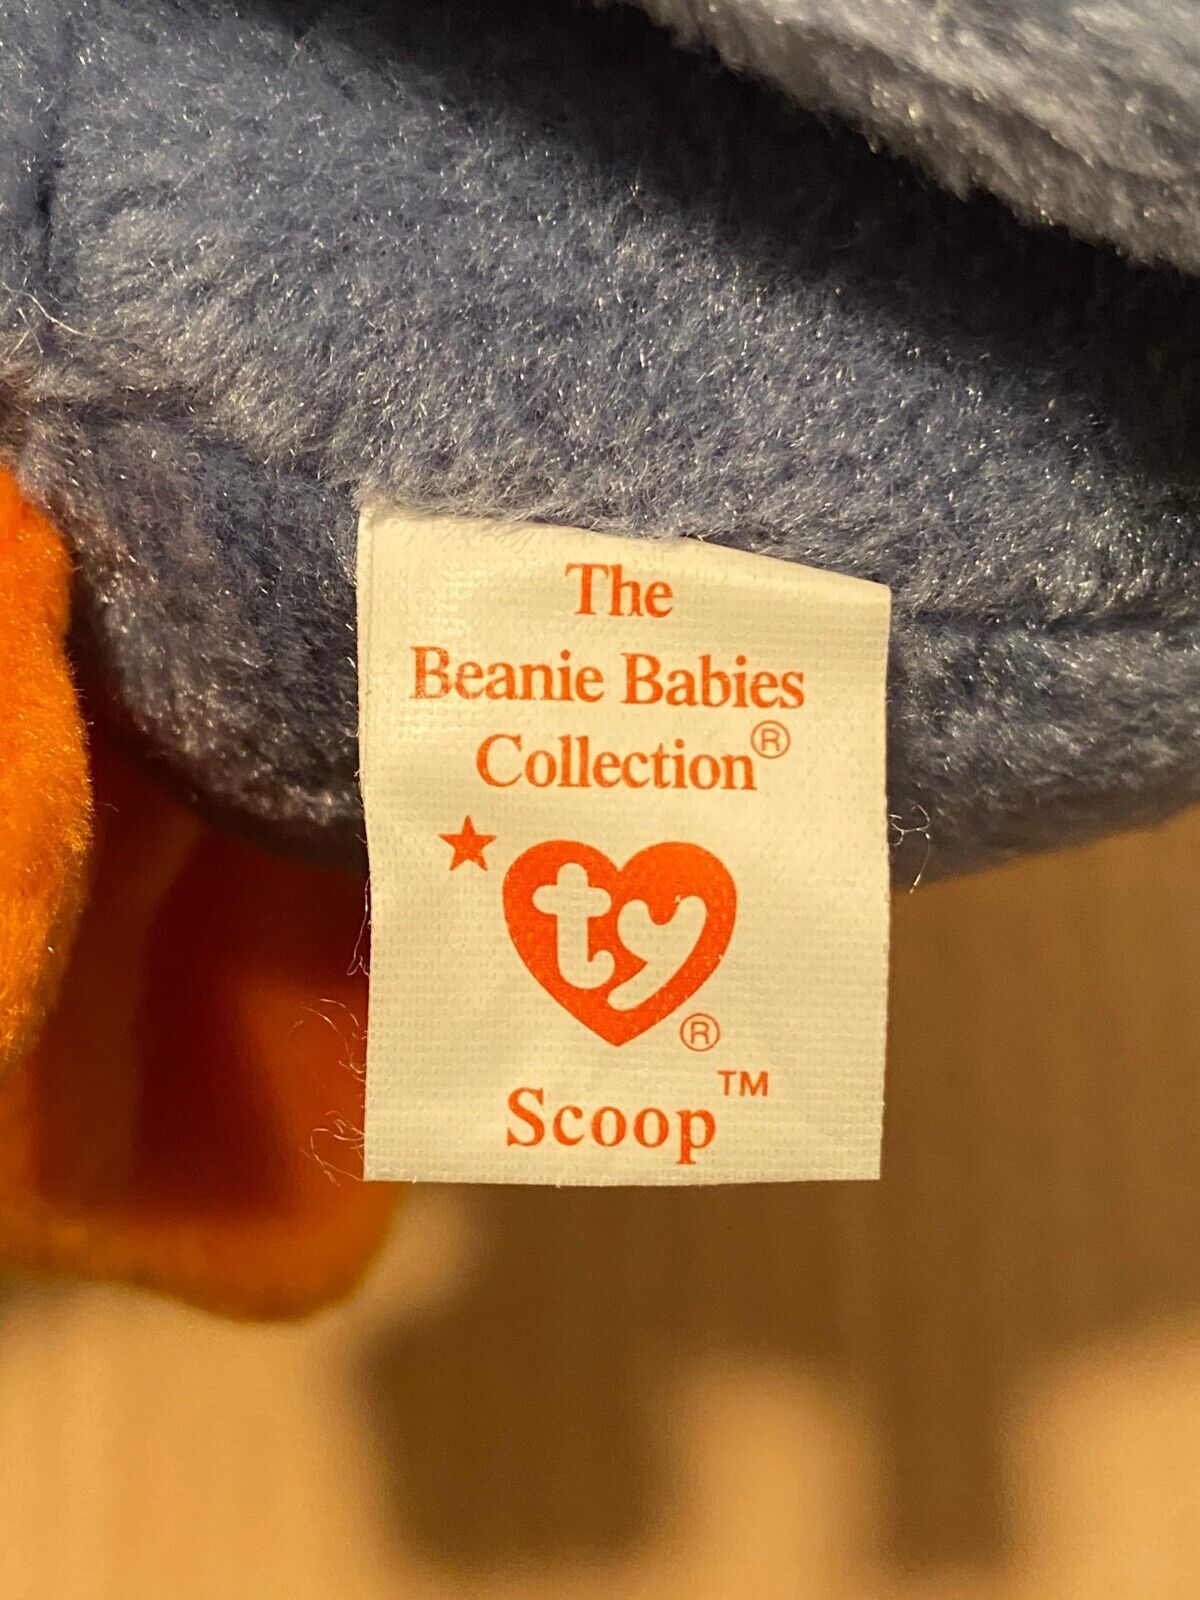 The
Beanie Babies
Collection®
ty®
Scoop™